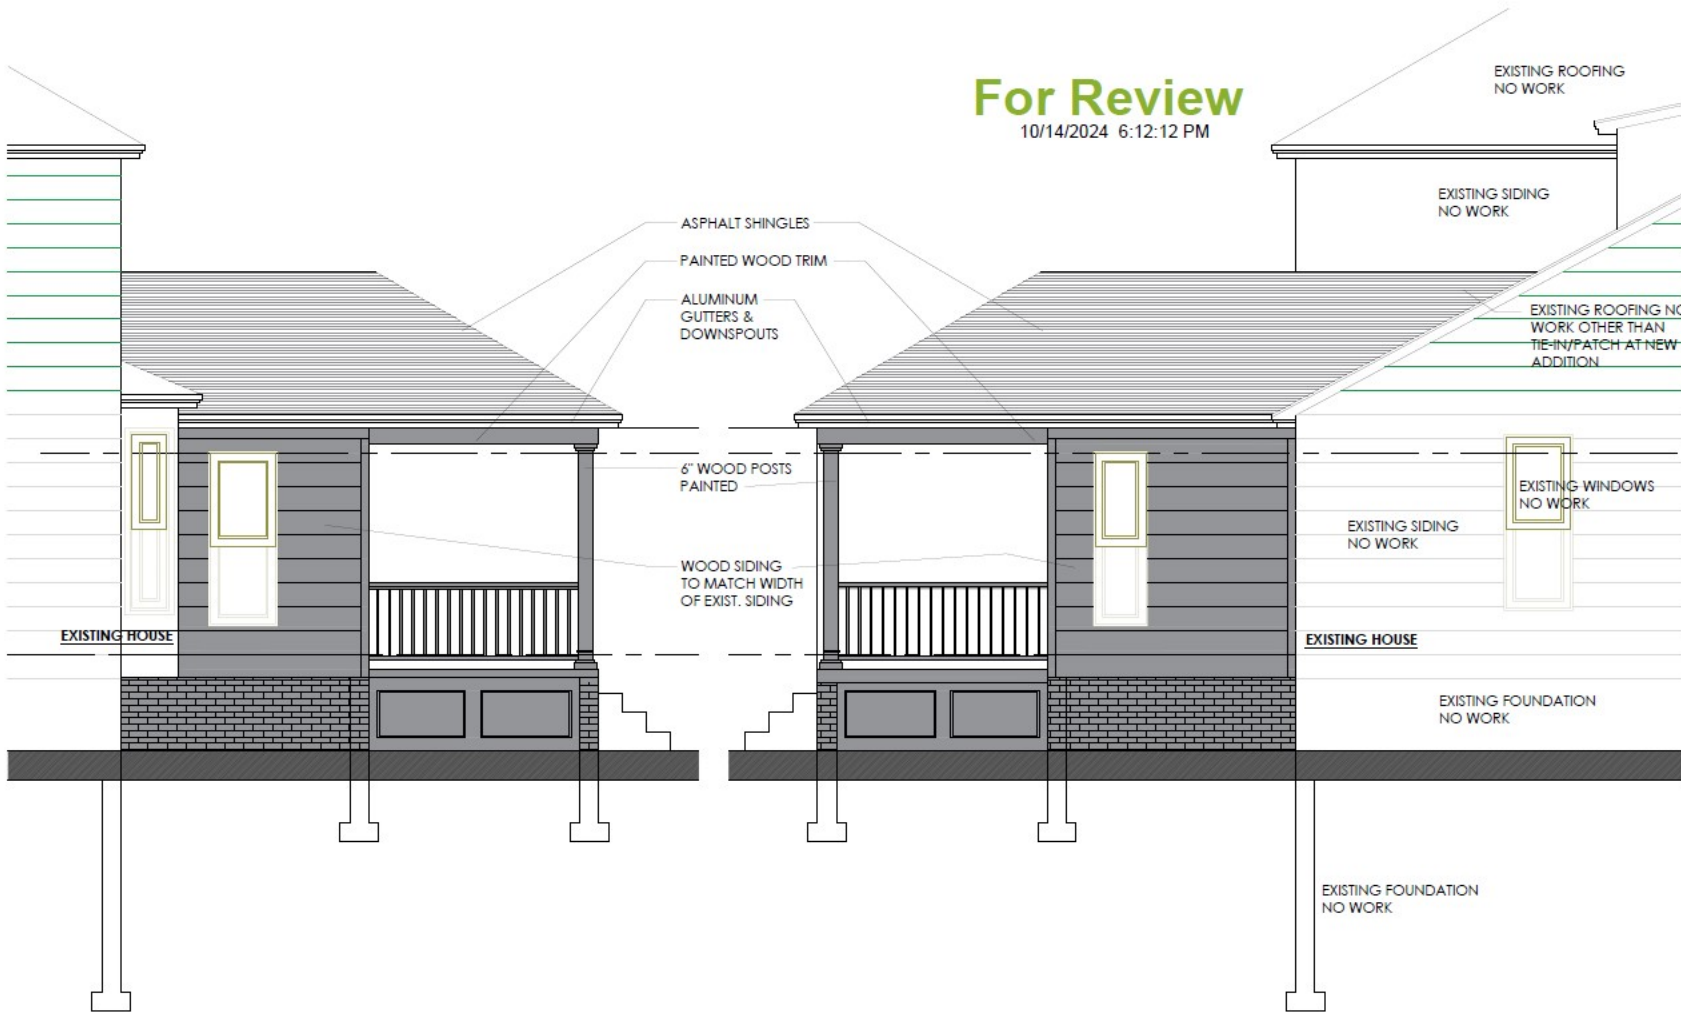 For Review
10/14/2024 6:12:12 PM
EXISTING ROOFING
NO WORK
EXISTING SIDING
NO WORK
ASPHALT SHINGLES
PAINTED WOOD TRIM
ALUMINUM
GUTTERS &
DOWNSPOUTS
EXISTING ROOFING NO
WORK OTHER THAN
TIE-IN/PATCH AT NEW
ADDITION
6" WOOD POSTS
PAINTED
EXISTING WINDOWS
NO WORK
EXISTING SIDING
NO WORK
WOOD SIDING
TO MATCH WIDTH
OF EXIST. SIDING
EXISTING HOUSE
EXISTING HOUSE
EXISTING FOUNDATION
NO WORK
EXISTING FOUNDATION
NO WORK